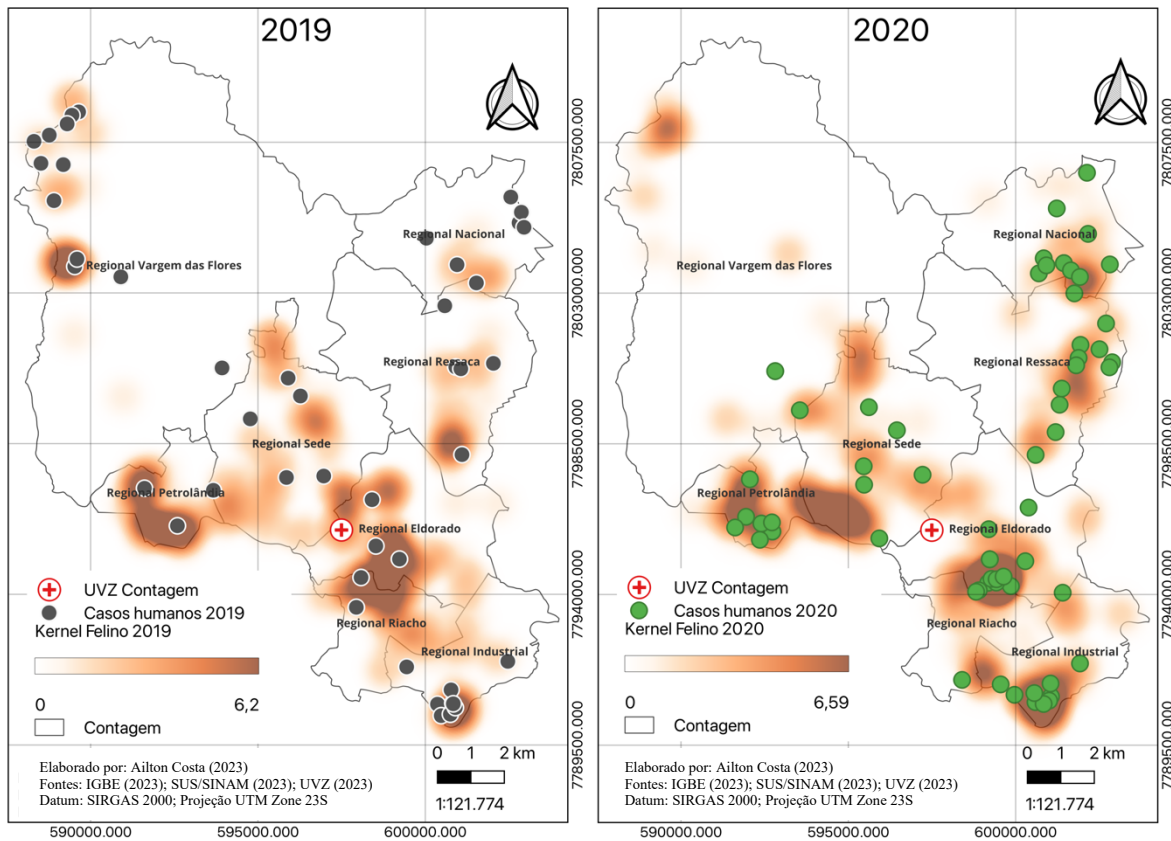 2019
Regional Nacional
Regional Vargem das Flores
Regional Ressaca
Regional Sede
Regional Petrolândia
Regional Eldorado
Regional Riacho
Regional Industrial
UVZ Contagem
Casos humanos 2019
Kernel Felino 2019
0 6,2
Contagem
0 1 2 km
1:121.774
Elaborado por: Ailton Costa (2023)
Fontes: IGBE (2023); SUS/SINAM (2023); UVZ (2023)
Datum: SIRGAS 2000; Projeção UTM Zone 23S
7807500.000
7803000.000
7798500.000
7794000.000
7789500.000
590000.000 595000.000 600000.000
2020
Regional Nacional
Regional Vargem das Flores
Regional Ressaca
Regional Sede
Regional Petrolândia
Regional Eldorado
Regional Riacho
Regional Industrial
UVZ Contagem
Casos humanos 2020
Kernel Felino 2020
0 6,59
Contagem
0 1 2 km
1:121.774
Elaborado por: Ailton Costa (2023)
Fontes: IGBE (2023); SUS/SINAM (2023); UVZ (2023)
Datum: SIRGAS 2000; Projeção UTM Zone 23S
7807500.000
7803000.000
7798500.000
7794000.000
7789500.000
590000.000 595000.000 600000.000